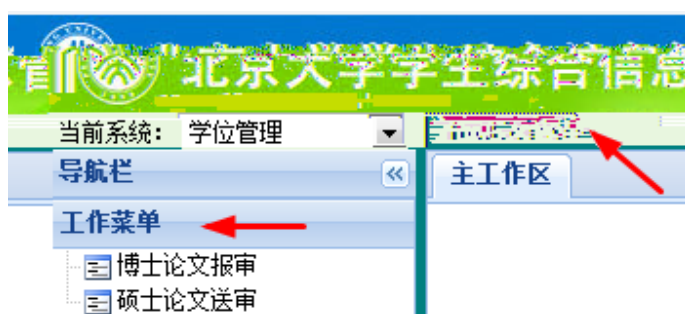 北京大学学生综合信息
当前系统: 学位管理
导航栏
主工作区
工作菜单
博士论文报审
硕士论文送审